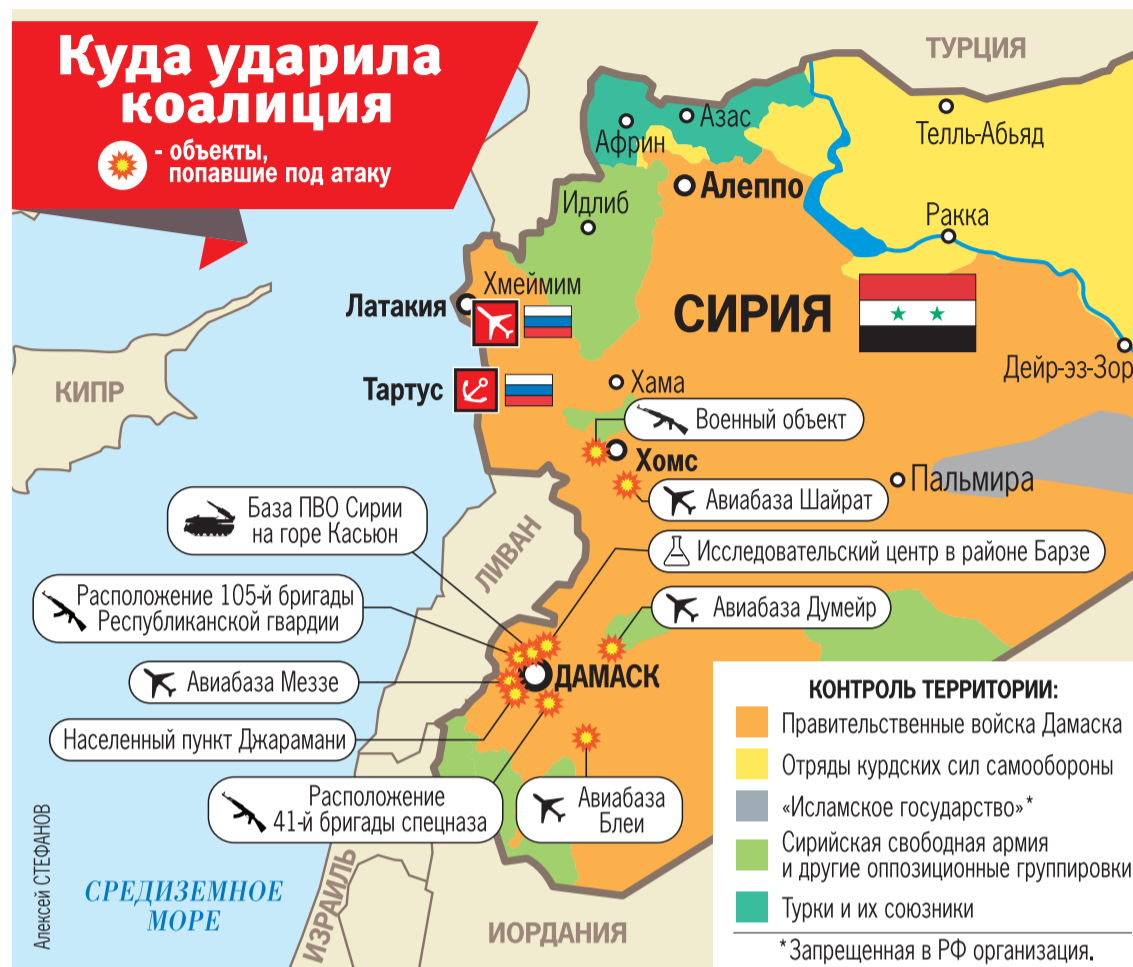 Куда ударила
коалиция
- объекты,
попавшие под атаку
ТУРЦИЯ
Телль-Абьяд
Азас
Африн
Алеппо
Идлиб
Ракка
Хмеймим
Латакия
СИРИЯ
Дейр-эз-Зор
КИПР
Тартус
Хама
Военный объект
Хомс
Пальмира
Авиабаза Шайрат
База ПВО Сирии
на горе Касьюн
ЛИВАН
Исследовательский центр в районе Барзе
Расположение 105-й бригады
Республиканской гвардии
Авиабаза Думейр
Авиабаза Меззе
ДАМАСК
Населенный пункт Джарамани
Расположение
41-й бригады спецназа
Авиабаза
Блеи
КОНТРОЛЬ ТЕРРИТОРИИ:
Правительственные войска Дамаска
Отряды курдских сил самообороны
«Исламское государство»*
Сирийская свободная армия
и другие оппозиционные группировки
Турки и их союзники
*Запрещенная в РФ организация.
СРЕДИЗЕМНОЕ
МОРЕ
ИЗРАИЛЬ
ИОРДАНИЯ
Алексей СТЕФАНОВ